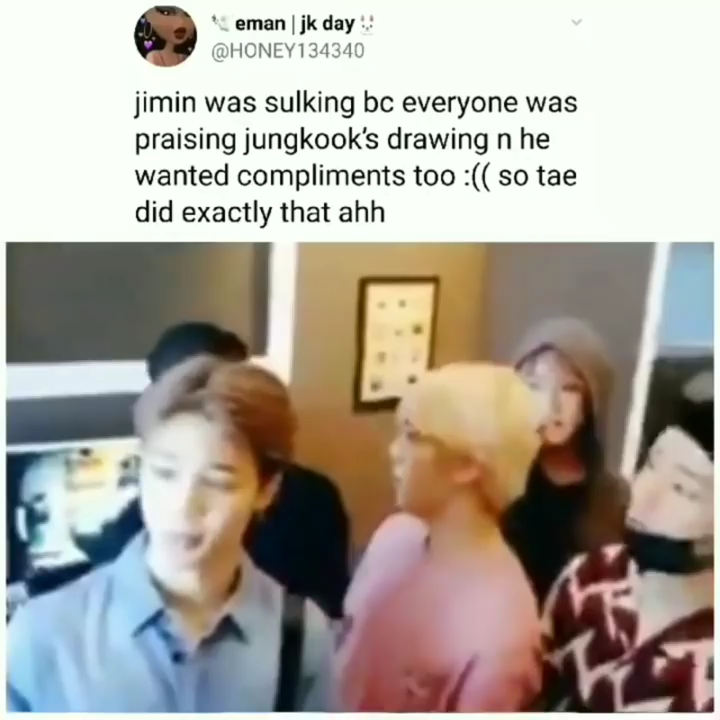 eman | jk day
@HONEY134340
jimin was sulking bc everyone was
praising jungkook's drawing n he
wanted compliments too :(( so tae
did exactly that ahh